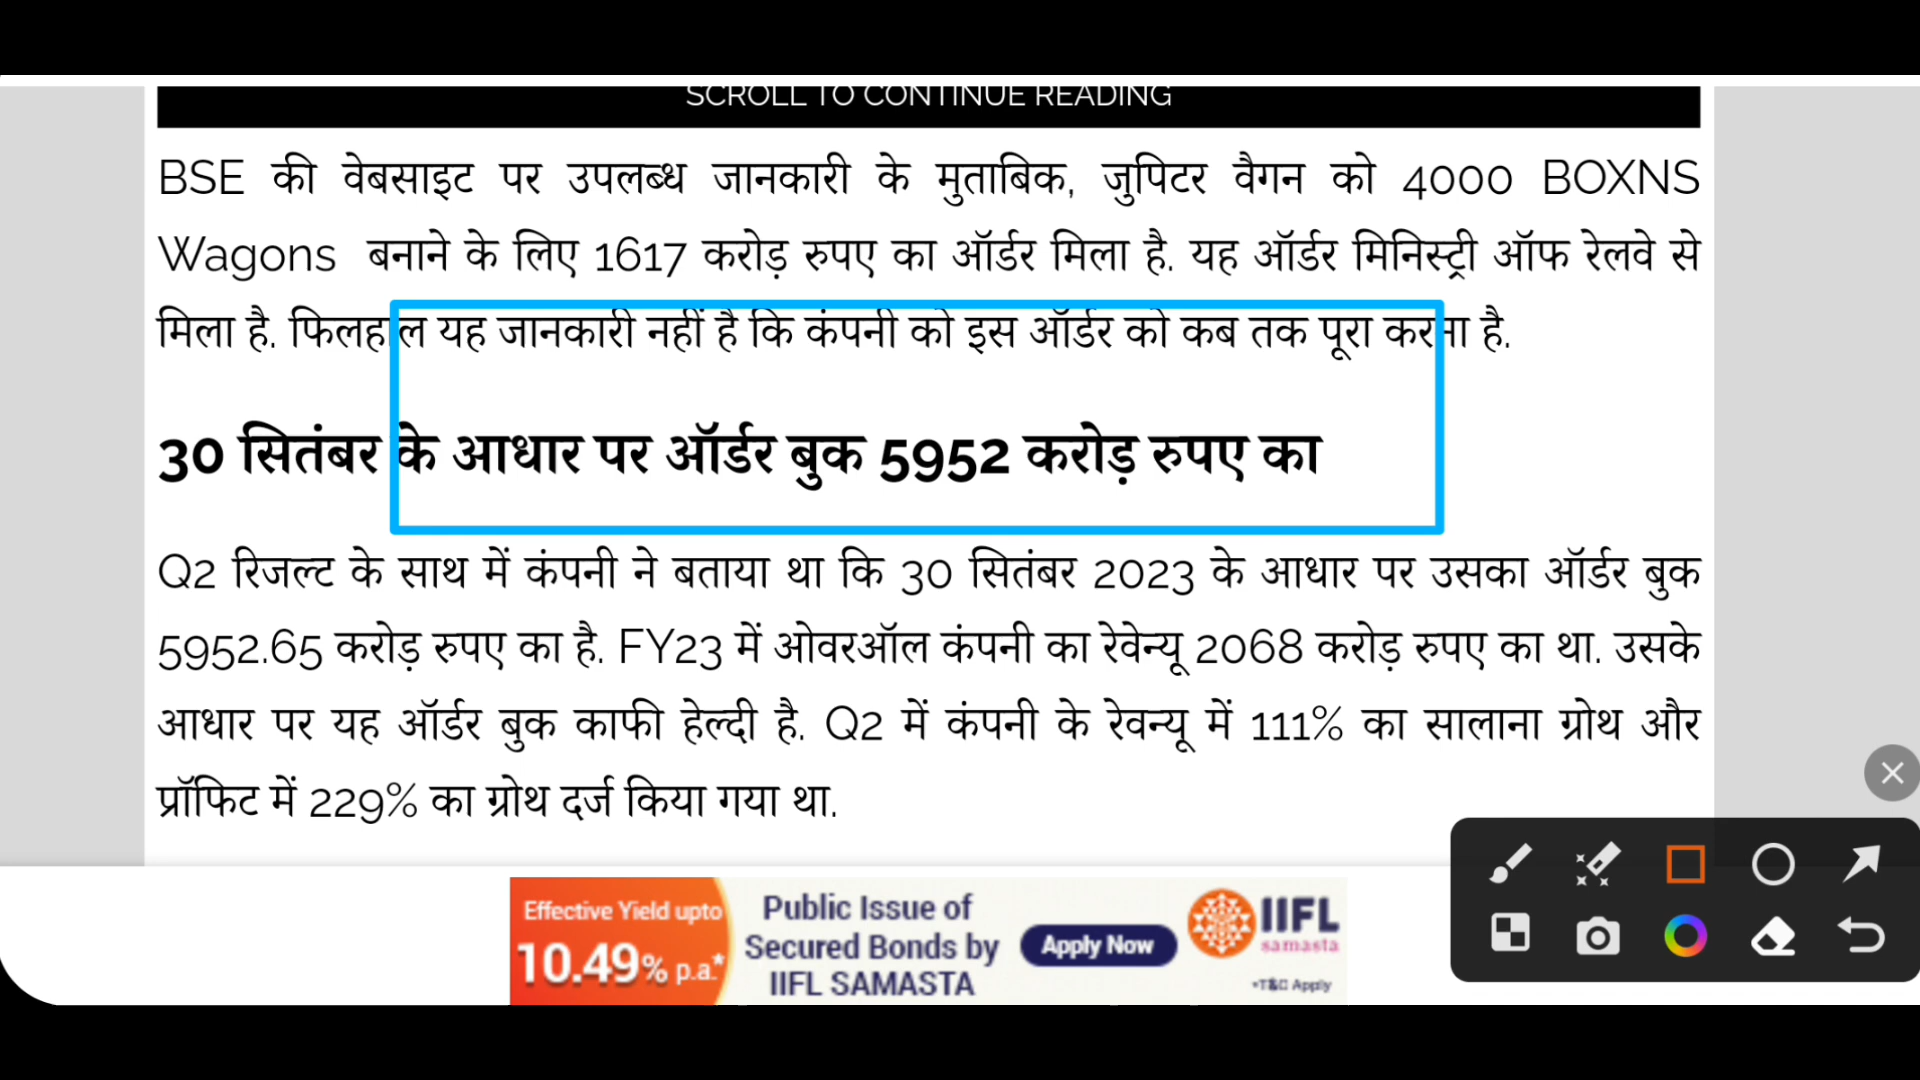 SCROLL TO CONTINUE READING
BSE की वेबसाइट पर उपलब्ध जानकारी के मुताबिक, जुपिटर वैगन को 4000 BOXNS
Wagons बनाने के लिए 1617 करोड़ रुपए का ऑर्डर मिला है. यह ऑर्डर मिनिस्ट्री ऑफ रेलवे से
मिला है. फिलहाल यह जानकारी नहीं है कि कंपनी को इस ऑर्डर को कब तक पूरा करना है.
30 सितंबर के आधार पर ऑर्डर बुक 5952 करोड़ रुपए का
Q2 रिजल्ट के साथ में कंपनी ने बताया था कि 30 सितंबर 2023 के आधार पर उसका ऑर्डर बुक
5952.65 करोड़ रुपए का है. FY23 में ओवरऑल कंपनी का रेवेन्यू 2068 करोड़ रुपए का था. उसके
आधार पर यह ऑर्डर बुक काफी हेल्दी है. Q2 में कंपनी के रेवन्यू में 111% का सालाना ग्रोथ और
प्रॉफिट में 229% का ग्रोथ दर्ज किया गया था.
Effective Yield upto
10.49% p.a.*
Public Issue of
Secured Bonds by
IIFL SAMASTA
Apply Now
IIFL
samasta
*T&C Apply